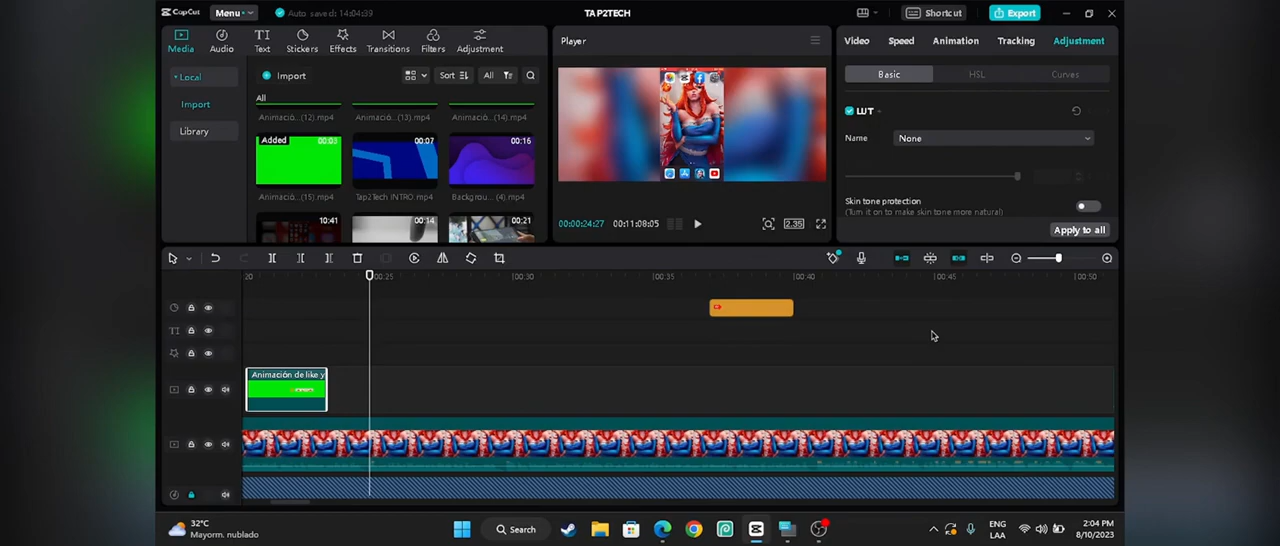 CapCut Menu Auto saved: 14:04:39 TAP2TECH Shortcut Export
Media Audio Text Stickers Effects Transitions Filters Adjustment
Player
Video Speed Animation Tracking Adjustment
Local
Import
Library
Import Sort All
All
Animació...(12).mp4 Animació...(13).mp4 Animació...(14).mp4
Added 00:03 00:07 00:16
Animació...(15).mp4 Tap2Tech INTRO.mp4 Backgrou... (4).mp4
10:41 00:14 00:21
00:00:24:27 00:11:08:05
2.35
Basic HSL Curves
LUT
Name None
Skin tone protection
(Turn it on to make skin tone more natural)
Apply to all
20 00:25 00:30 00:35 00:40 00:45 00:50
TI
Animación de like y
32°C
Mayorm. nublado
Search
ENG
LAA
2:04 PM
8/10/2023